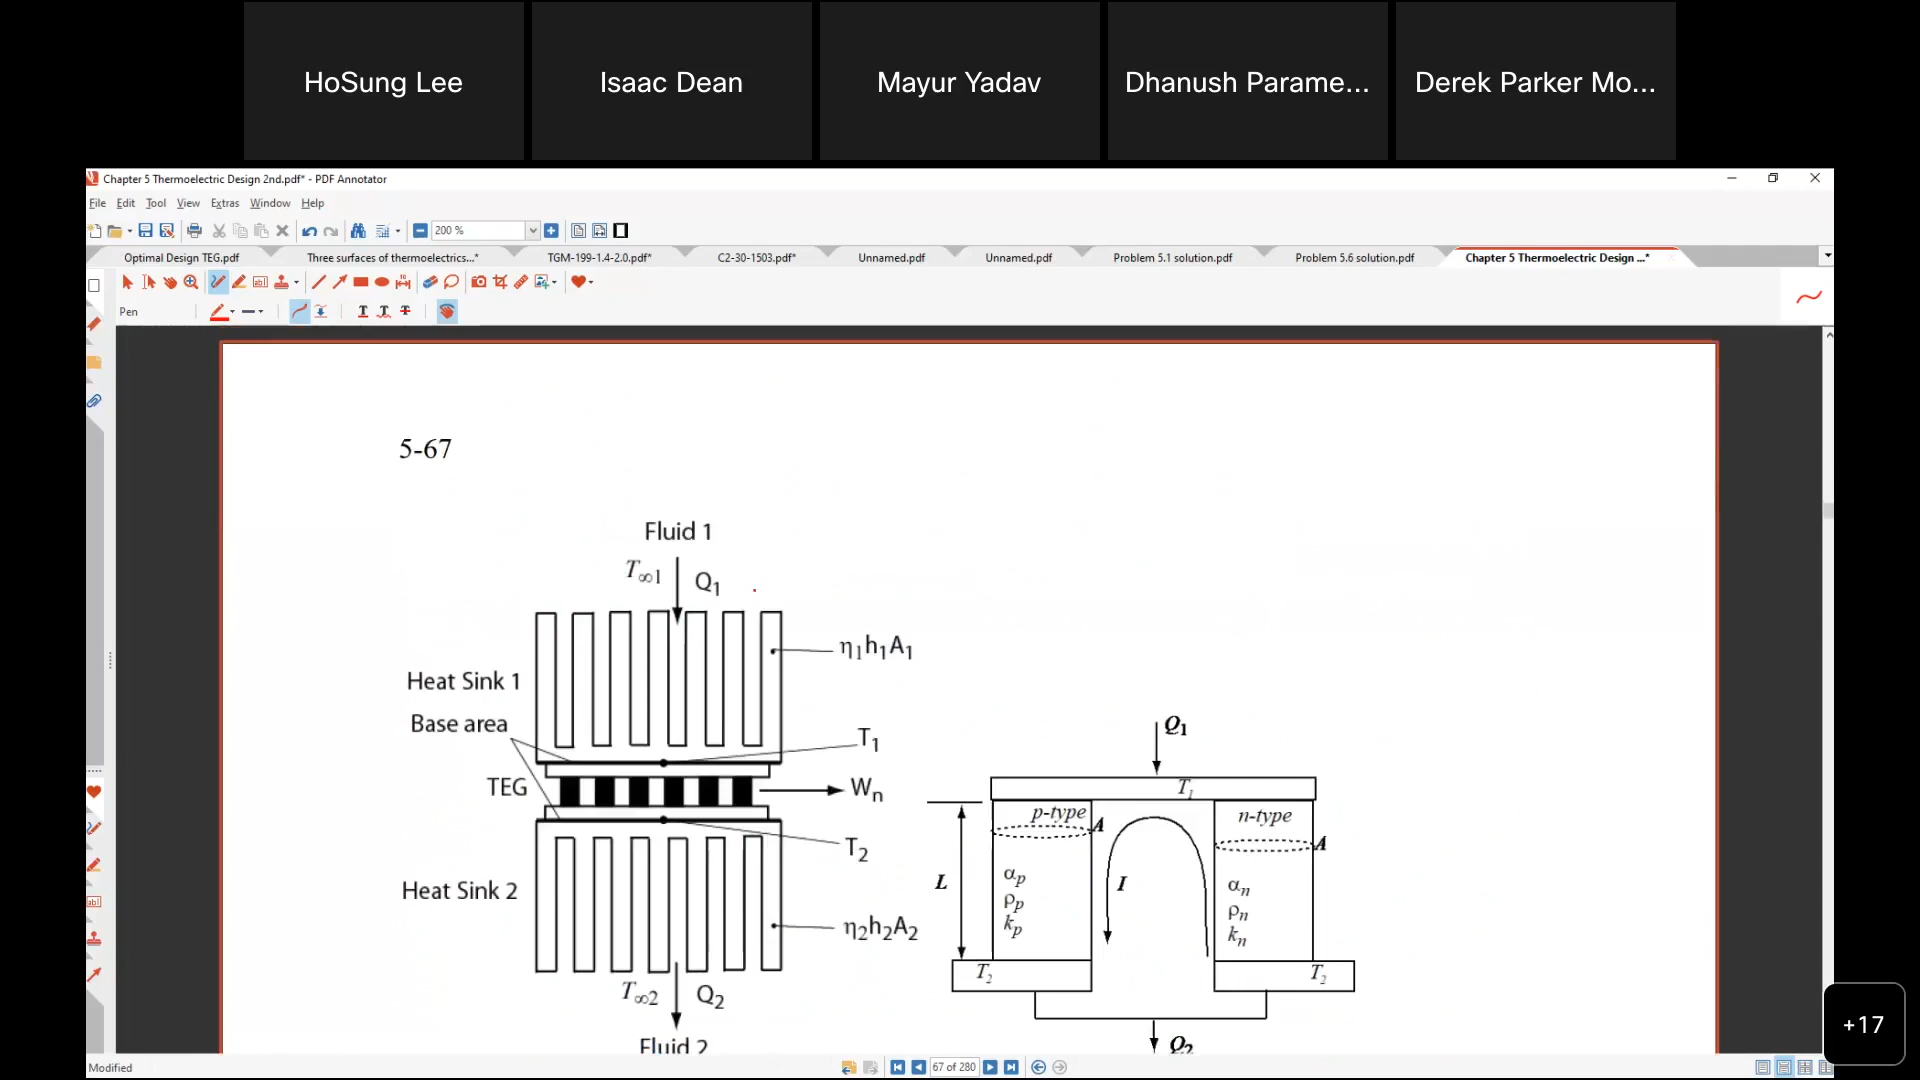 HoSung Lee
Isaac Dean
Mayur Yadav
Dhanush Parame...
Derek Parker Mo...
Chapter 5 Thermoelectric Design 2nd.pdf* - PDF Annotator
File Edit Tool View Extras Window Help
200 %
Optimal Design TEG.pdf
Three surfaces of thermoelectrics...*
TGM-199-1.4-2.0.pdf*
C2-30-1503.pdf*
Unnamed.pdf
Unnamed.pdf
Problem 5.1 solution.pdf
Problem 5.6 solution.pdf
Chapter 5 Thermoelectric Design ...*
Pen
5-67
Fluid 1
T∞1 Q1
η1h1A1
Heat Sink 1
Base area
T1
TEG
Wn
T2
Heat Sink 2
η2h2A2
T∞2 Q2
Fluid 2
Q1
T1
p-type A
n-type A
L
I
αp
ρp
kp
αn
ρn
kn
T2
T2
Q2
+17
Modified
67 of 280